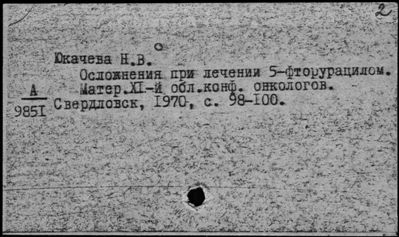 2
Юкачева Н.В.
Осложнения при лечении 5-фторурацилом.
Матер.XI-й обл.конф. онкологов.
Свердловск, 1970, с. 98-100.
А
9851